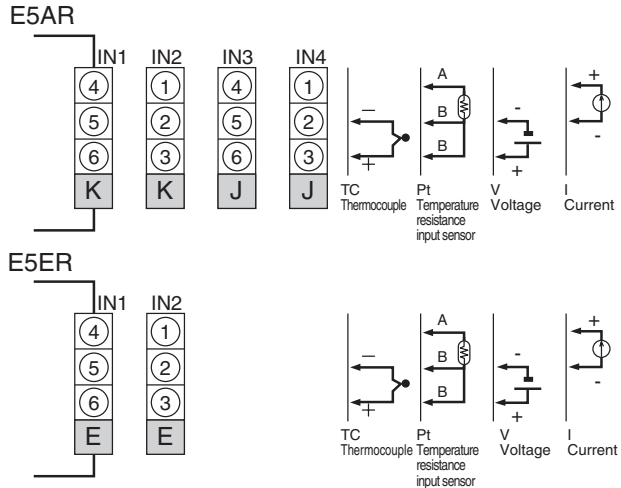 E5AR
IN1 IN2 IN3 IN4
4 1 4 1 + A
5 2 5 2 – B - -
6 3 6 3 + B +
K K J J
TC Pt V I
Thermocouple Temperature Voltage Current
resistance
input sensor
E5ER
IN1 IN2
4 1 A +
5 2 – B - -
6 3 + B +
E E
TC Pt V I
Thermocouple Temperature Voltage Current
resistance
input sensor